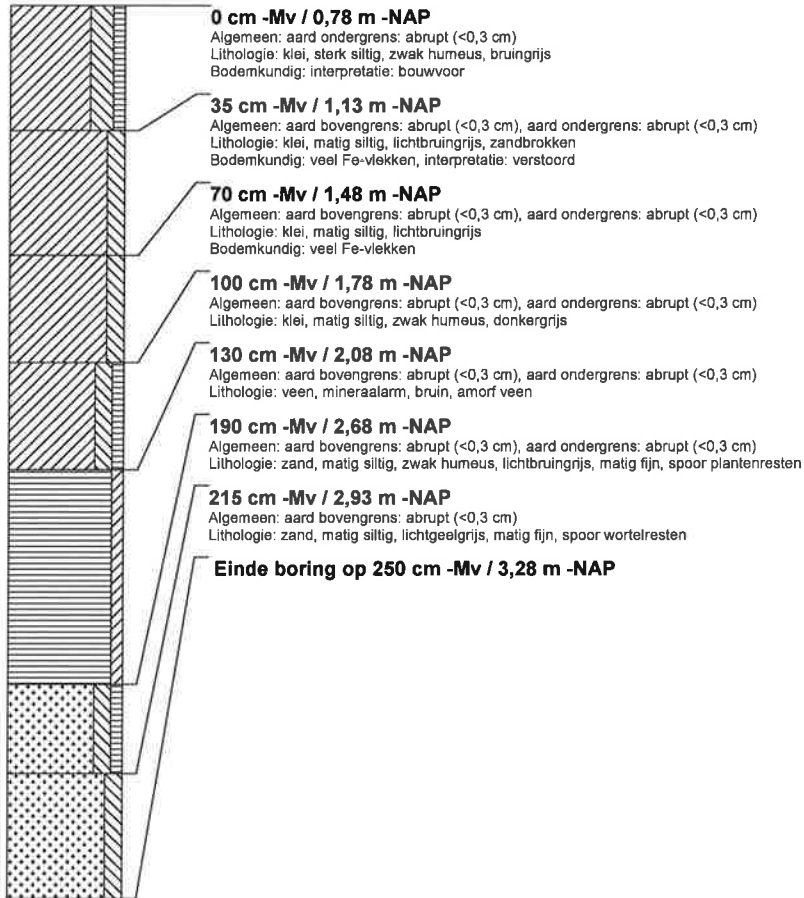 0 cm -Mv / 0,78 m -NAP
Algemeen: aard ondergrens: abrupt (<0,3 cm)
Lithologie: klei, sterk siltig, zwak humeus, bruingrijs
Bodemkundig: interpretatie: bouwvoor
35 cm -Mv / 1,13 m -NAP
Algemeen: aard bovengrens: abrupt (<0,3 cm), aard ondergrens: abrupt (<0,3 cm)
Lithologie: klei, matig siltig, lichtbruingrijs, zandbrokken
Bodemkundig: veel Fe-vlekken, interpretatie: verstoord
70 cm -Mv / 1,48 m -NAP
Algemeen: aard bovengrens: abrupt (<0,3 cm), aard ondergrens: abrupt (<0,3 cm)
Lithologie: klei, matig siltig, lichtbruingrijs
Bodemkundig: veel Fe-vlekken
100 cm -Mv / 1,78 m -NAP
Algemeen: aard bovengrens: abrupt (<0,3 cm), aard ondergrens: abrupt (<0,3 cm)
Lithologie: klei, matig siltig, zwak humeus, donkergrijs
130 cm -Mv / 2,08 m -NAP
Algemeen: aard bovengrens: abrupt (<0,3 cm), aard ondergrens: abrupt (<0,3 cm)
Lithologie: veen, mineraalarm, bruin, amorf veen
190 cm -Mv / 2,68 m -NAP
Algemeen: aard bovengrens: abrupt (<0,3 cm), aard ondergrens: abrupt (<0,3 cm)
Lithologie: zand, matig siltig, zwak humeus, lichtbruingrijs, matig fijn, spoor plantenresten
215 cm -Mv / 2,93 m -NAP
Algemeen: aard bovengrens: abrupt (<0,3 cm)
Lithologie: zand, matig siltig, lichtgeelgrijs, matig fijn, spoor wortelresten
Einde boring op 250 cm -Mv / 3,28 m -NAP